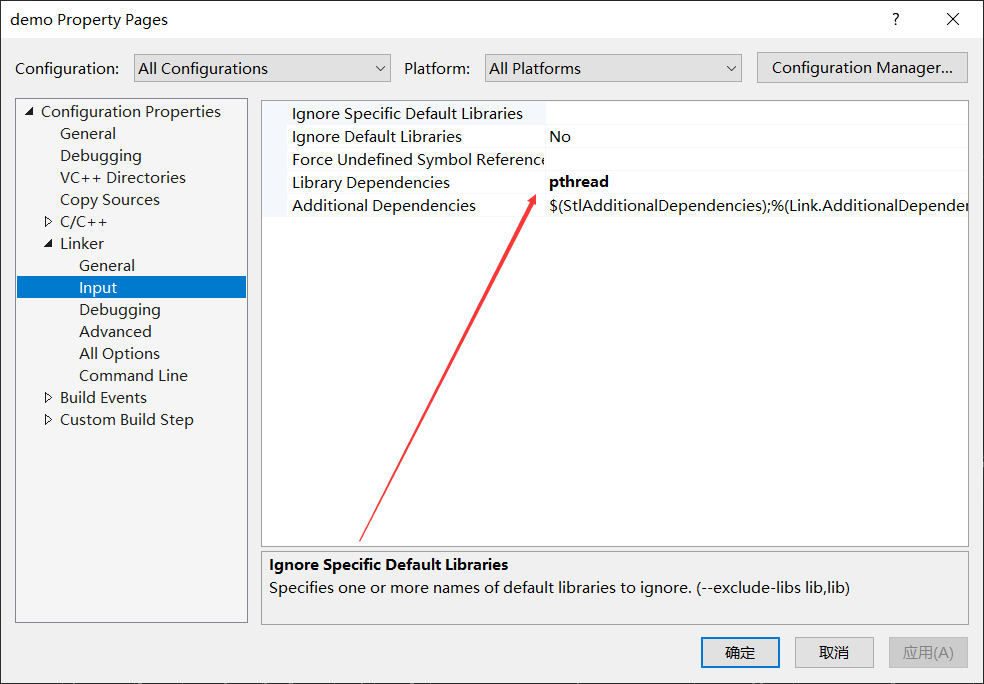 demo Property Pages
?
Configuration:
All Configurations
Platform:
All Platforms
Configuration Manager...
Configuration Properties
General
Debugging
VC++ Directories
Copy Sources
C/C++
Linker
General
Input
Debugging
Advanced
All Options
Command Line
Build Events
Custom Build Step
Ignore Specific Default Libraries
Ignore Default Libraries No
Force Undefined Symbol Reference
Library Dependencies pthread
Additional Dependencies $(StlAdditionalDependencies);%(Link.AdditionalDepender
Ignore Specific Default Libraries
Specifies one or more names of default libraries to ignore. (--exclude-libs lib,lib)
确定
取消
应用(A)